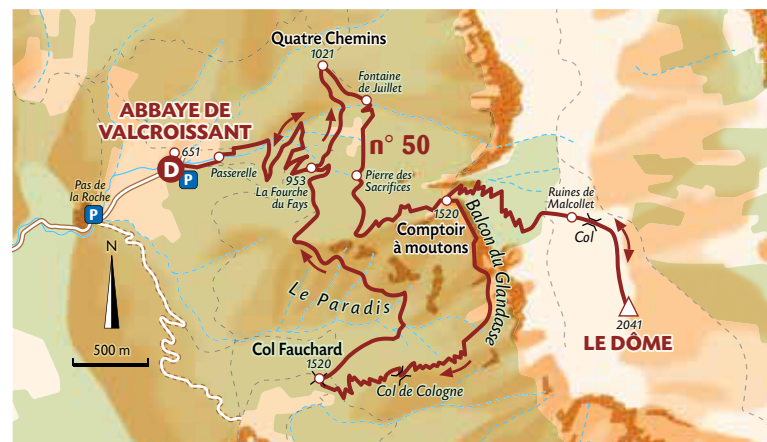 Quatre Chemins
1021
Fontaine
de Juillet
ABBAYE DE
VALCROISSANT
651
D
P
Passerelle
n° 50
953
La Fourche
du Fays
Pierre des
Sacrifices
Pas de
la Roche
P
1520
Comptoir
à moutons
Balcon du Glandasse
Ruines de
Malcollet
Col
N
Le Paradis
2041
LE DÔME
500 m
Col Fauchard
1520
Col de Cologne